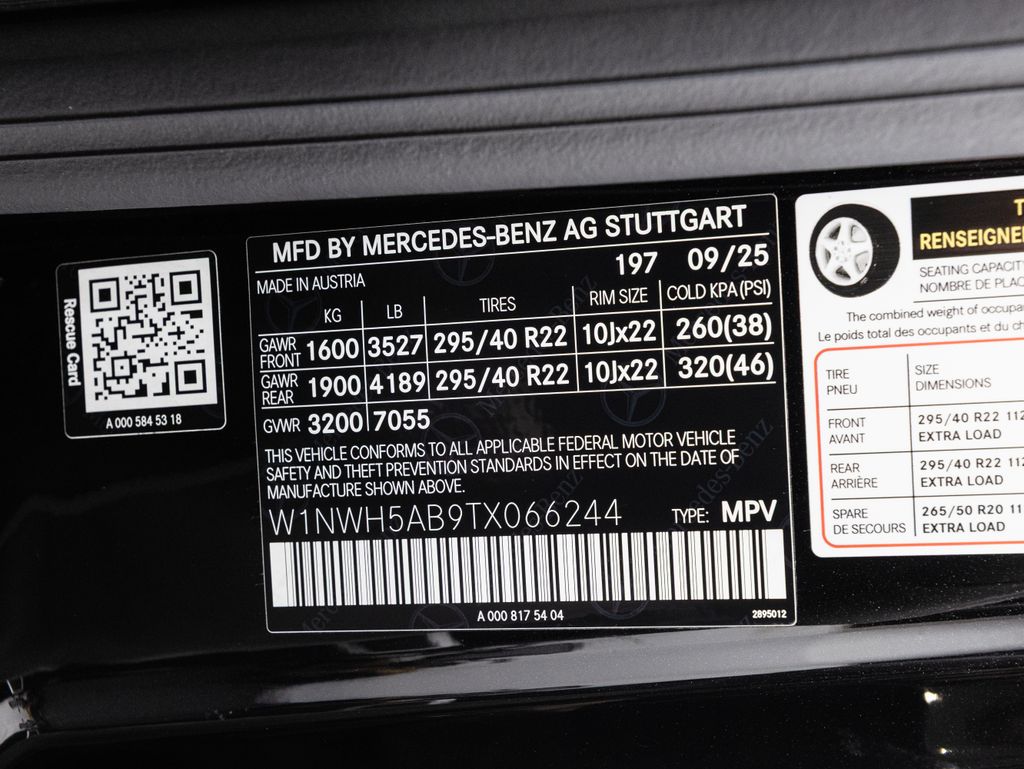 Rescue Card
A 000 584 53 18
MFD BY MERCEDES-BENZ AG STUTTGART
197 09/25
MADE IN AUSTRIA
KG LB TIRES RIM SIZE COLD KPA (PSI)
GAWR FRONT 1600 3527 295/40 R22 10Jx22 260(38)
GAWR REAR 1900 4189 295/40 R22 10Jx22 320(46)
GVWR 3200 7055
THIS VEHICLE CONFORMS TO ALL APPLICABLE FEDERAL MOTOR VEHICLE
SAFETY AND THEFT PREVENTION STANDARDS IN EFFECT ON THE DATE OF
MANUFACTURE SHOWN ABOVE.
W1NWH5AB9TX066244 TYPE: MPV
A 000 817 54 04 2895012
RENSEIGNE
SEATING CAPACIT
NOMBRE DE PLAC
The combined weight of occupa
Le poids total des occupants et du ch
TIRE SIZE
PNEU DIMENSIONS
FRONT 295/40 R22 112
AVANT EXTRA LOAD
REAR 295/40 R22 112
ARRIÈRE EXTRA LOAD
SPARE 265/50 R20 11
DE SECOURS EXTRA LOAD